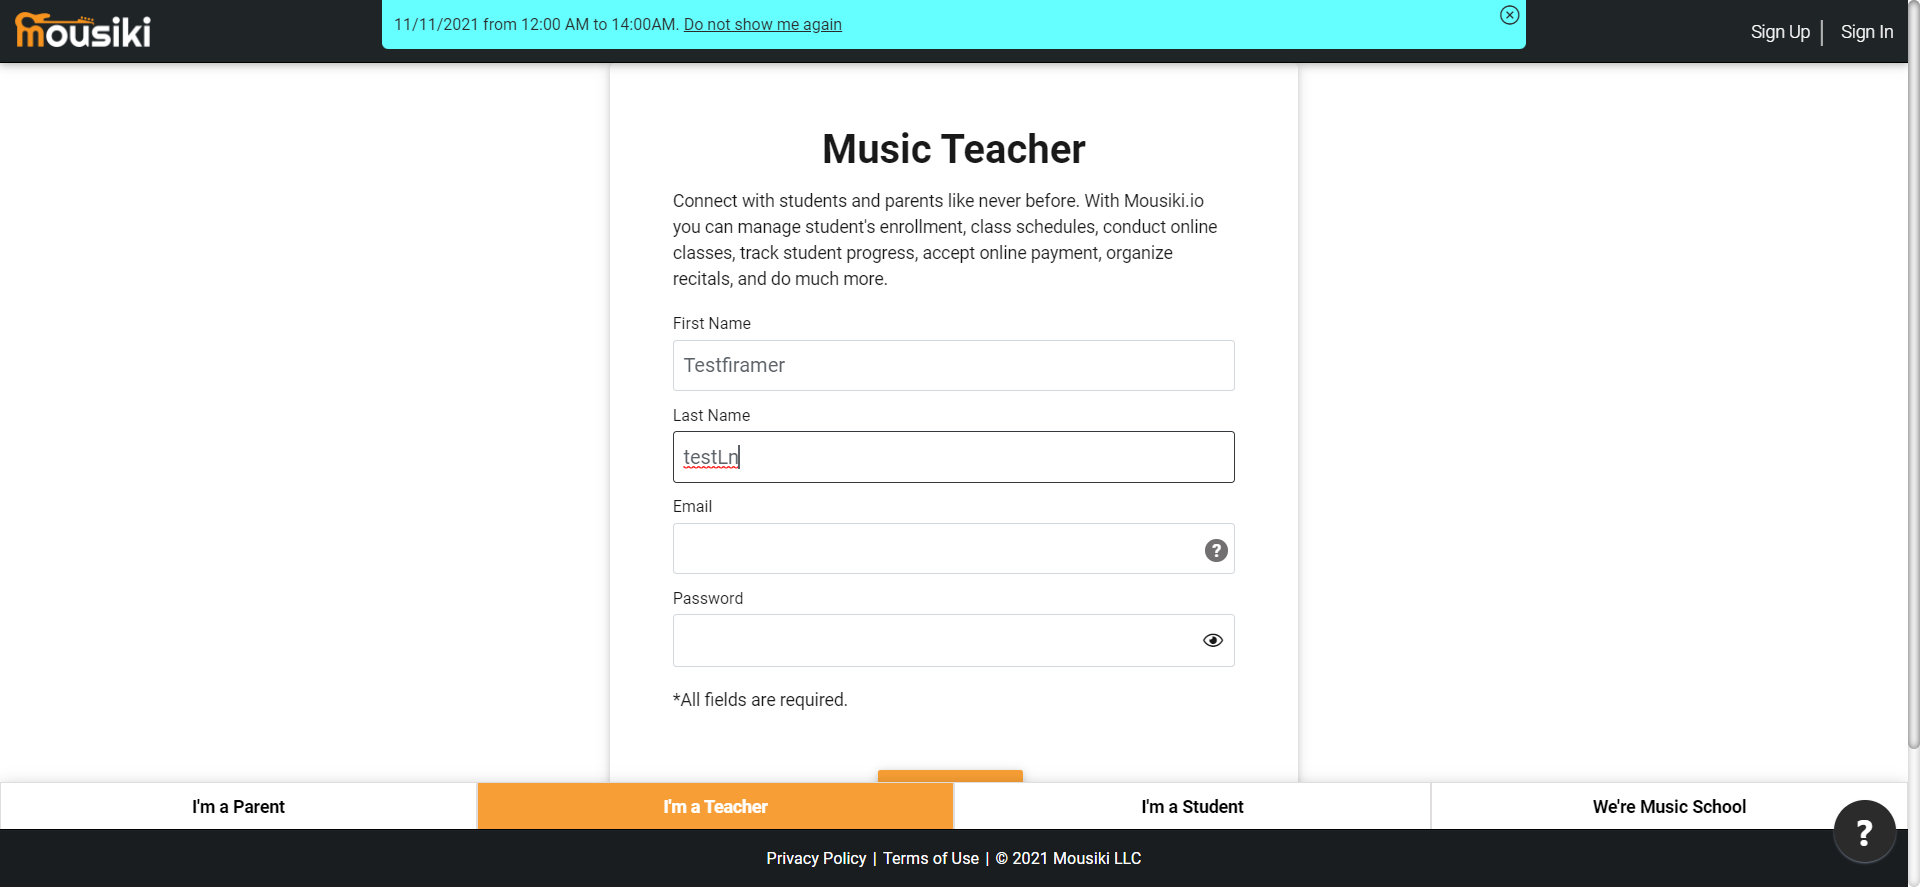 mousiki
11/11/2021 from 12:00 AM to 14:00AM. Do not show me again
Sign Up | Sign In
Music Teacher
Connect with students and parents like never before. With Mousiki.io
you can manage student's enrollment, class schedules, conduct online
classes, track student progress, accept online payment, organize
recitals, and do much more.
First Name
Testfiramer
Last Name
testLn
Email
?
Password
*All fields are required.
I'm a Parent
I'm a Teacher
I'm a Student
We're Music School
?
Privacy Policy | Terms of Use | © 2021 Mousiki LLC